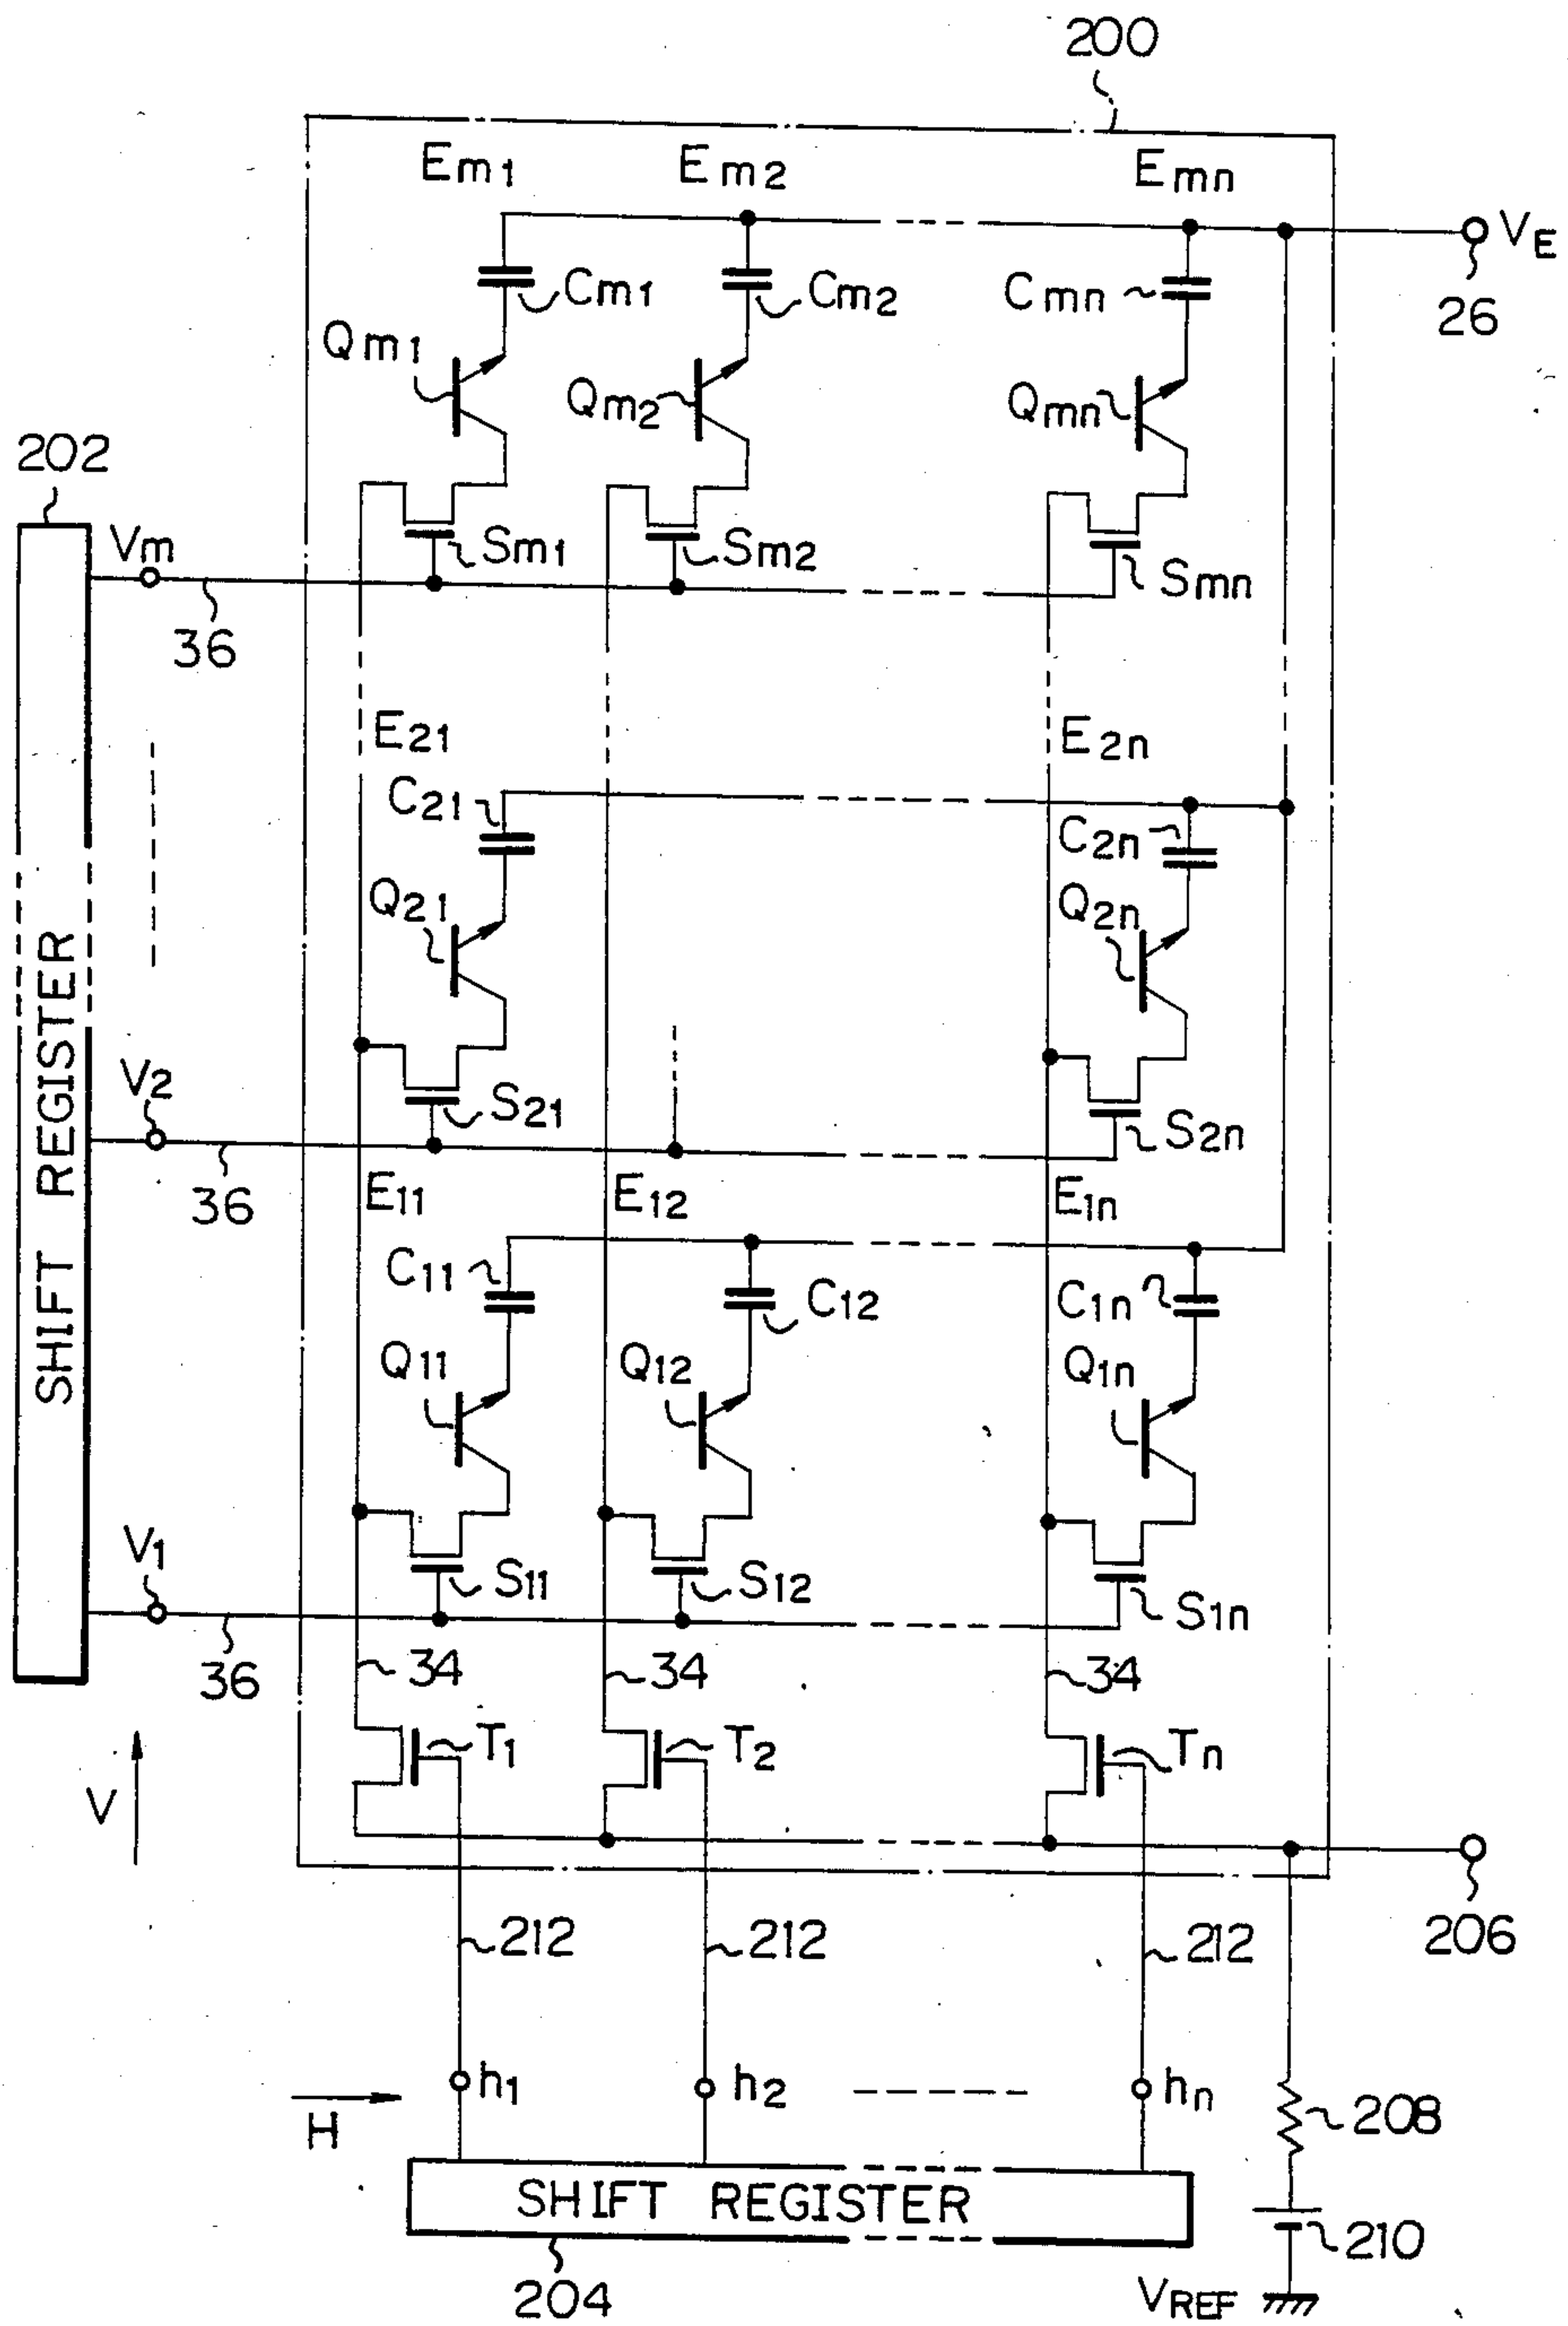 200
Em1 Em2 Emn
VE
26
Cm1 Cm2 Cmn
Qm1 Qm2 Qmn
202
Vm
Sm1 Sm2 Smn
36
E21 E2n
C21 C2n
Q21 Q2n
SHIFT REGISTER
V2
S21 S2n
36
E11 E12 E1n
C11 C12 C1n
Q11 Q12 Q1n
V1
S11 S12 S1n
36
34 34 34
T1 T2 Tn
V
206
212 212 212
h1 h2 hn
H
208
SHIFT REGISTER
210
204
VREF